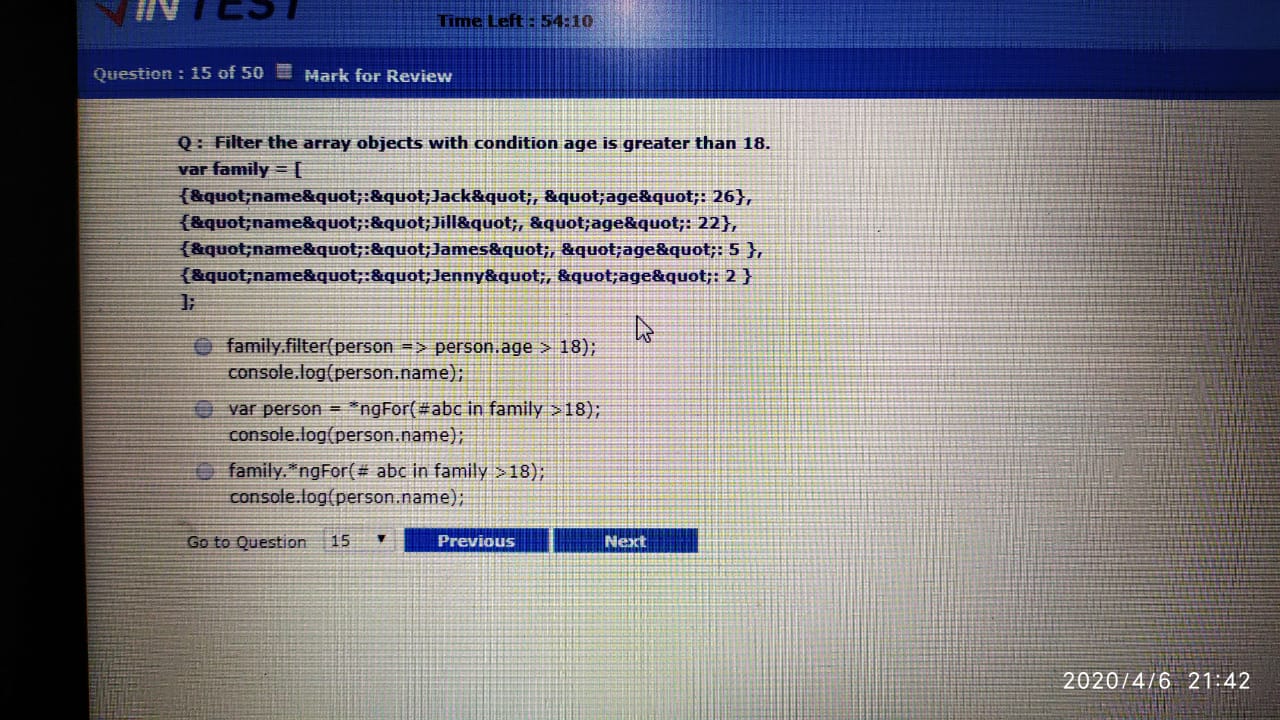 INTEST
Time Left : 54:10
Question : 15 of 50 Mark for Review
Q : Filter the array objects with condition age is greater than 18.
var family = [
{&quot;name&quot;:&quot;Jack&quot;, &quot;age&quot;: 26},
{&quot;name&quot;:&quot;Jill&quot;, &quot;age&quot;: 22},
{&quot;name&quot;:&quot;James&quot;, &quot;age&quot;: 5 },
{&quot;name&quot;:&quot;Jenny&quot;, &quot;age&quot;: 2 }
];
family.filter(person => person.age > 18);
console.log(person.name);
var person = *ngFor(#abc in family >18);
console.log(person.name);
family.*ngFor(# abc in family >18);
console.log(person.name);
Go to Question 15 Previous Next
2020/4/6 21:42